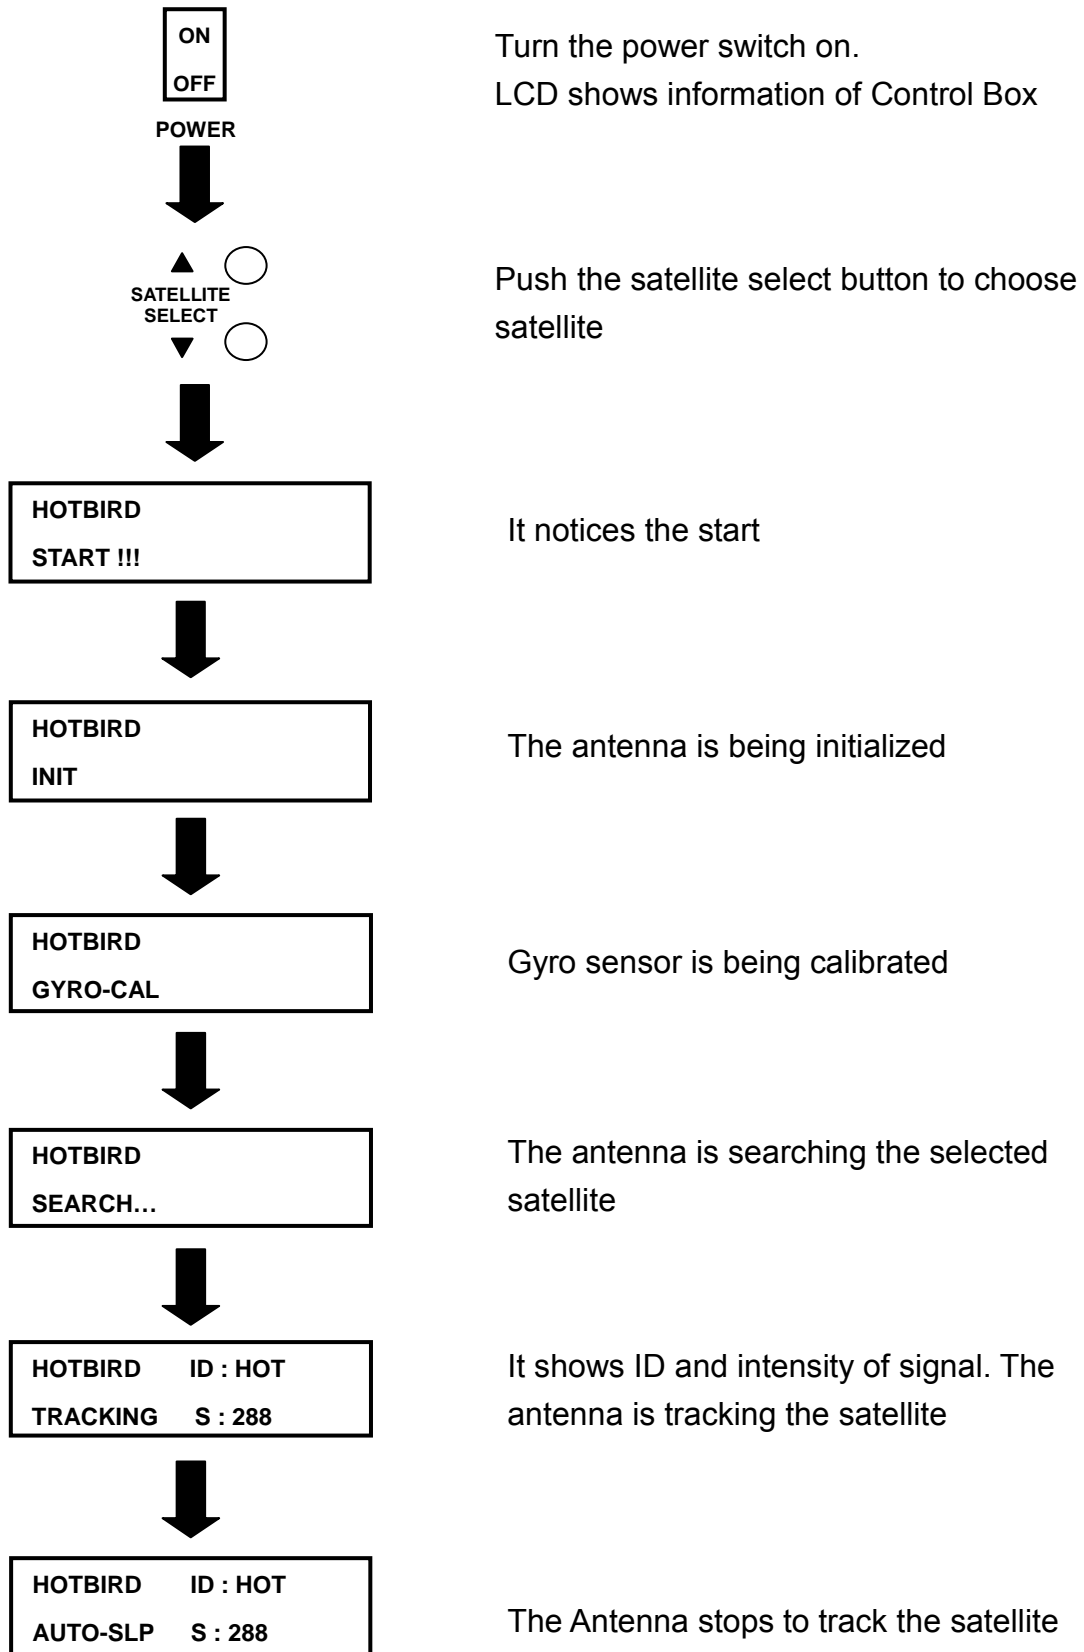 ON
OFF
POWER
Turn the power switch on.
LCD shows information of Control Box
▲
SATELLITE
SELECT
▼
Push the satellite select button to choose
satellite
HOTBIRD
START !!!
It notices the start
HOTBIRD
INIT
The antenna is being initialized
HOTBIRD
GYRO-CAL
Gyro sensor is being calibrated
HOTBIRD
SEARCH...
The antenna is searching the selected
satellite
HOTBIRD ID : HOT
TRACKING S : 288
It shows ID and intensity of signal. The
antenna is tracking the satellite
HOTBIRD ID : HOT
AUTO-SLP S : 288
The Antenna stops to track the satellite